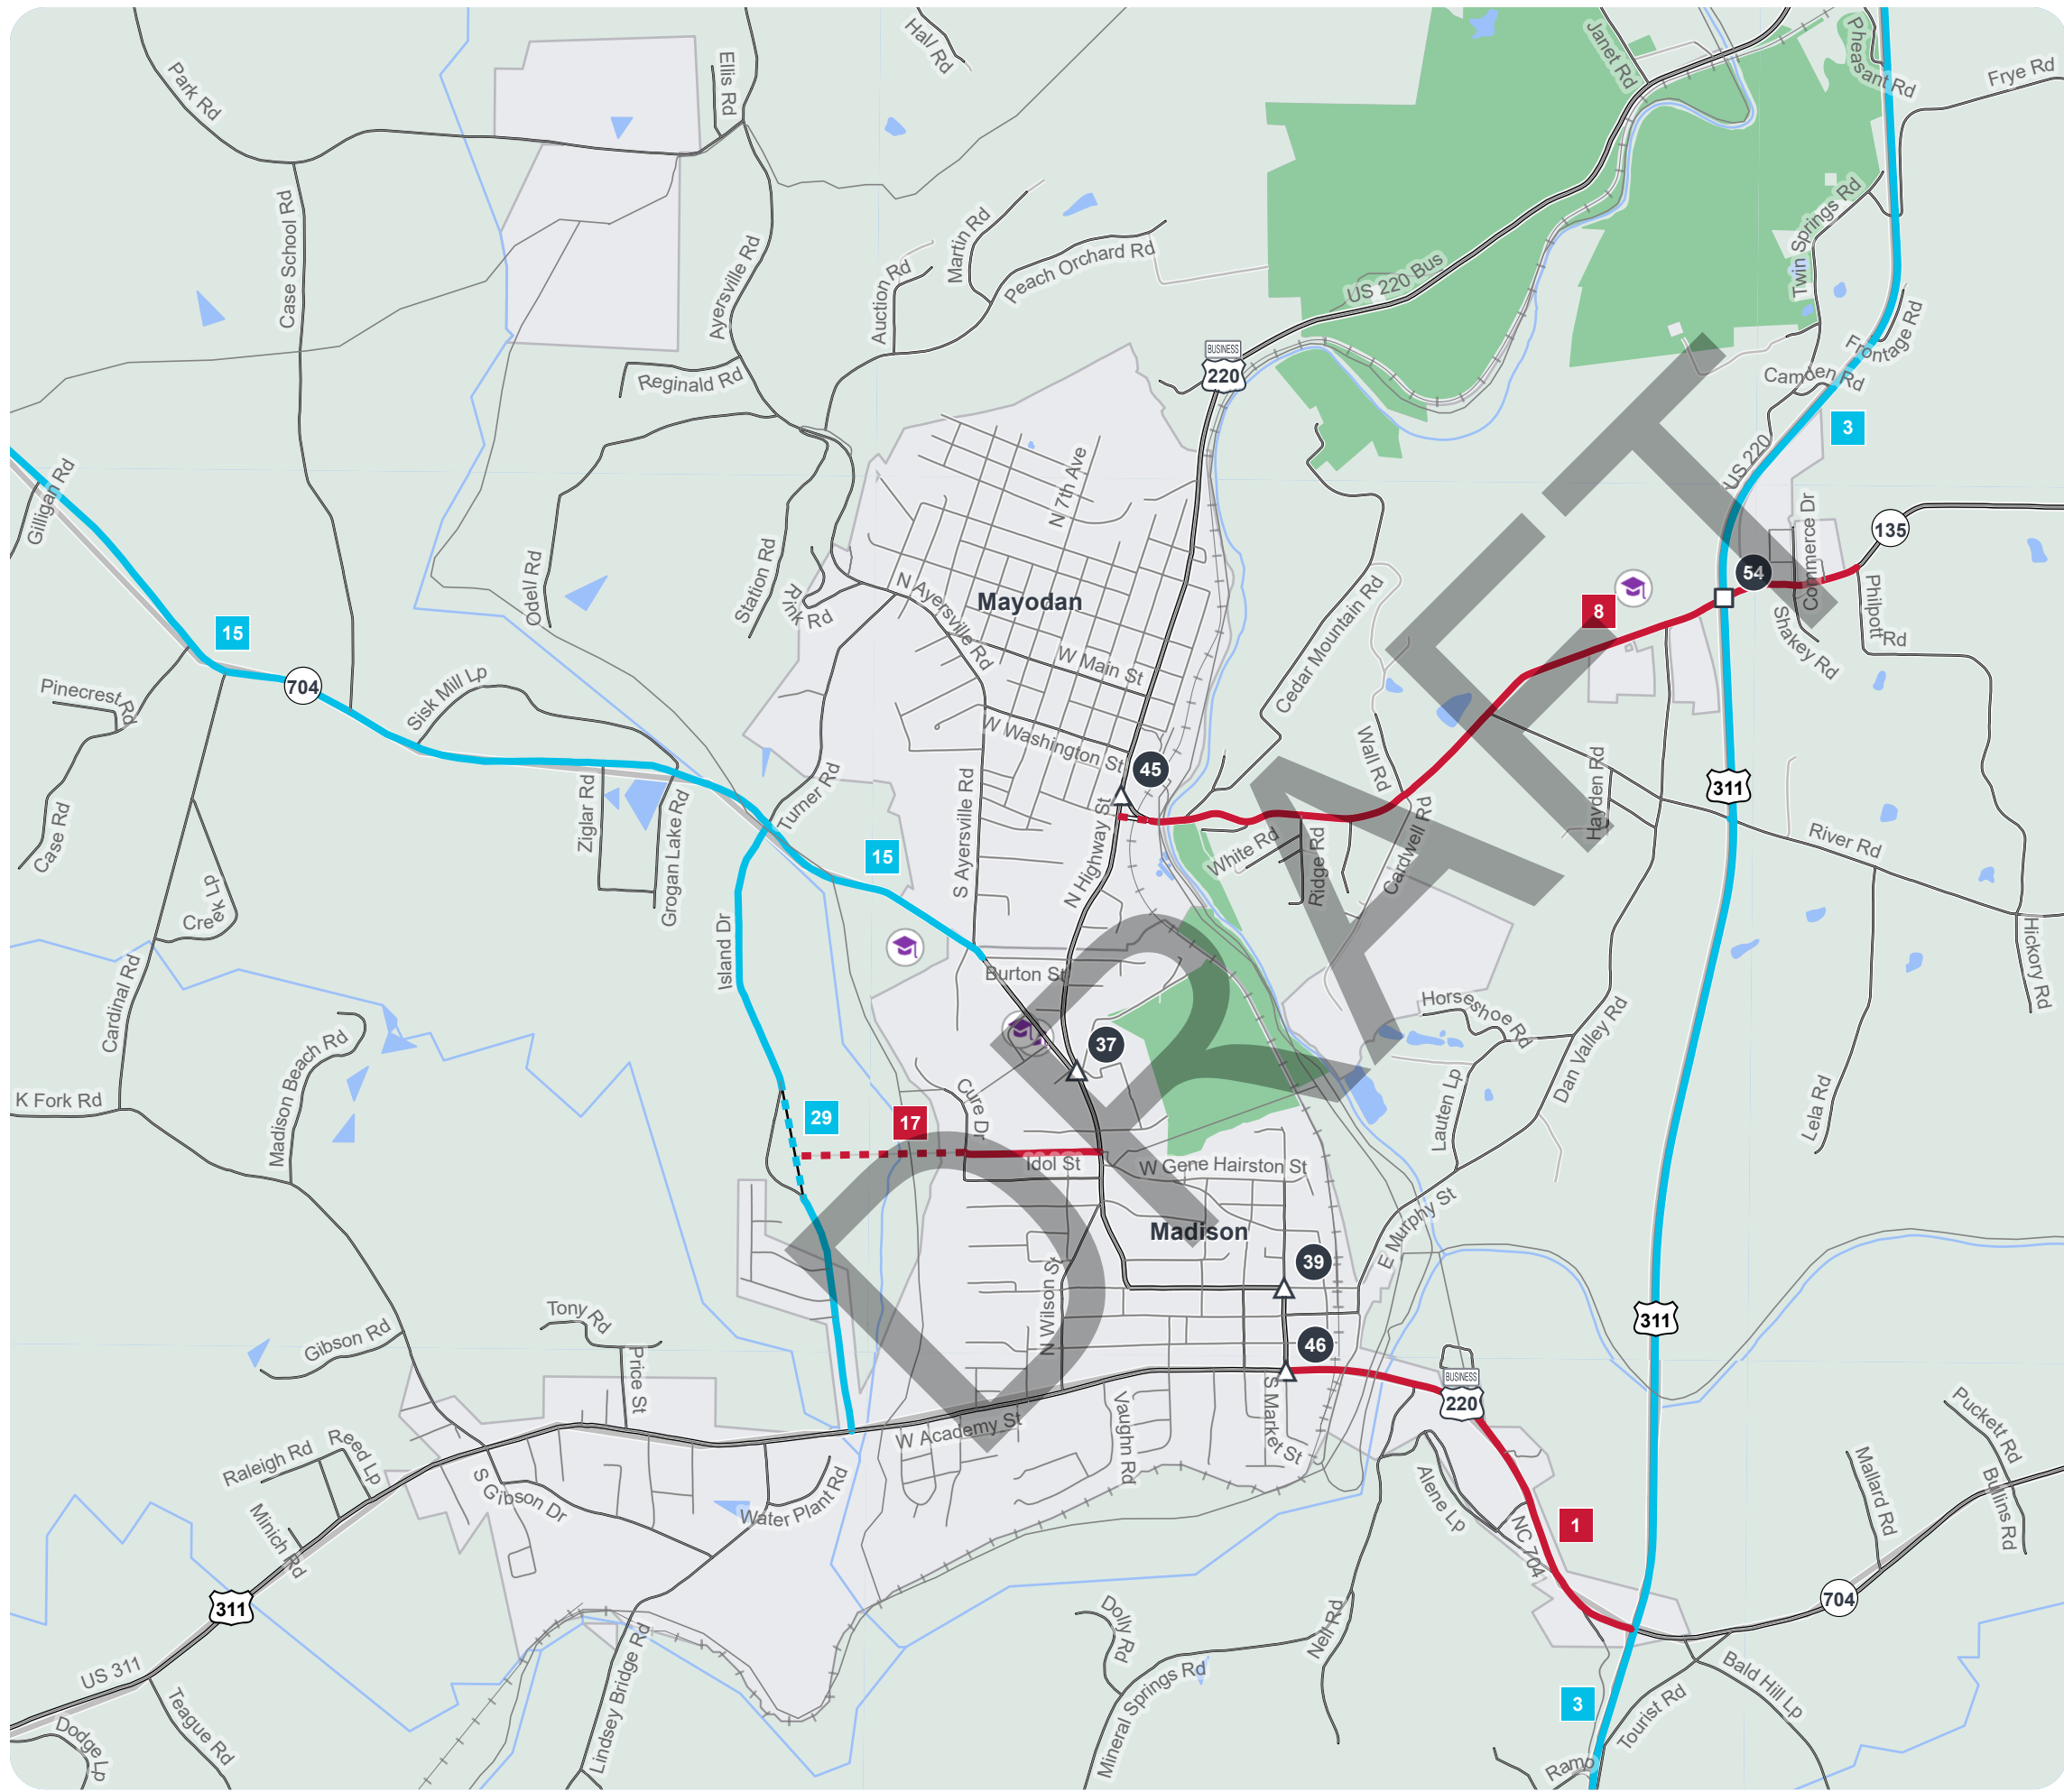 Park Rd
Ellis Rd
Hal/ Rd
Janet Rd
Pheasant Rd
Frye Rd
Case School Rd
Ayersville Rd
Auction Rd
Martin Rd
Peach Orchard Rd
US 220 Bus
Twin Springs Rd
Frontage Rd
Camden Rd
BUSINESS
220
Reginald Rd
3
US 220
Gilligan Rd
N 7th Ave
Commerce Dr
135
Odell Rd
Station Rd
Rink Rd
N Ayersville Rd
Mayodan
Cedar Mountain Rd
54
8
Philpott Rd
Shakey Rd
15
704
Pinecrest Rd
Sisk Mill Lp
W Main St
W Washington St
45
Wall Rd
Hayden Rd
311
River Rd
Case Rd
Ziglar Rd
Grogan Lake Rd
Turner Rd
15
S Ayersville Rd
N Highway St
White Rd
Ridge Rd
Cardwell Rd
Creek Lp
Cardinal Rd
Island Dr
Burton St
Hickory Rd
Horseshoe Rd
Dan Valley Rd
Madison Beach Rd
37
K Fork Rd
29
17
Cure Dr
Idol St
W Gene Hairston St
Lauten Lp
Lela Rd
Madison
E Murphy St
39
N Wilson St
311
46
Gibson Rd
Tony Rd
Price St
BUSINESS
220
W Academy St
Vaughn Rd
S Market St
Puckett Rd
Raleigh Rd
Reed Lp
S Gibson Dr
Water Plant Rd
Alene Lp
NC 704
1
Mallard Rd
Bullins Rd
Minich Rd
311
704
US 311
Teague Rd
Dodge Lp
Lindsey Bridge Rd
Dolly Rd
Mineral Springs Rd
Neil Rd
3
Tourist Rd
Bald Hill Lp
Ramo
DRAFT